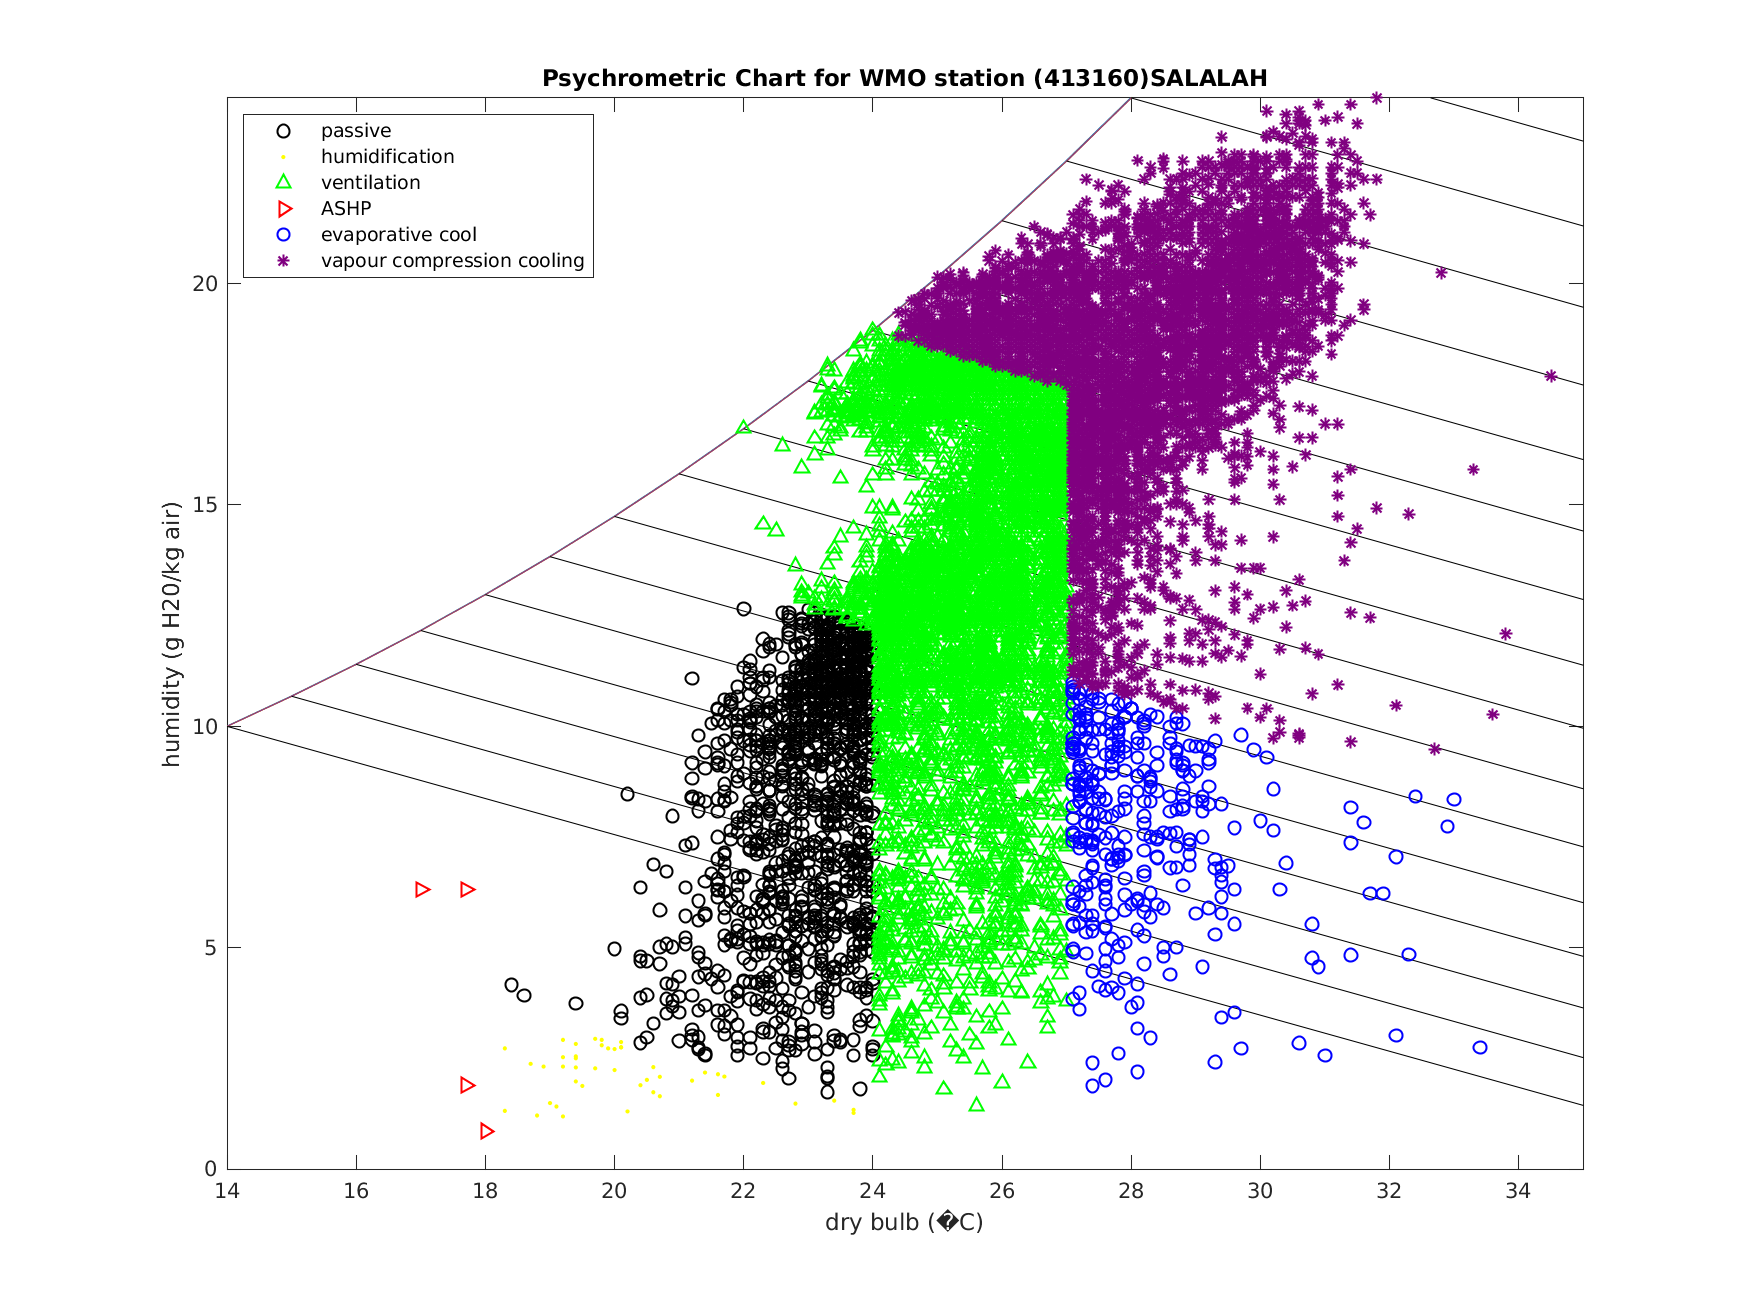 Psychrometric Chart for WMO station (413160)SALALAH
passive
humidification
ventilation
ASHP
evaporative cool
vapour compression cooling
humidity (g H20/kg air)
20
15
10
5
0
14 16 18 20 22 24 26 28 30 32 34
dry bulb (�C)